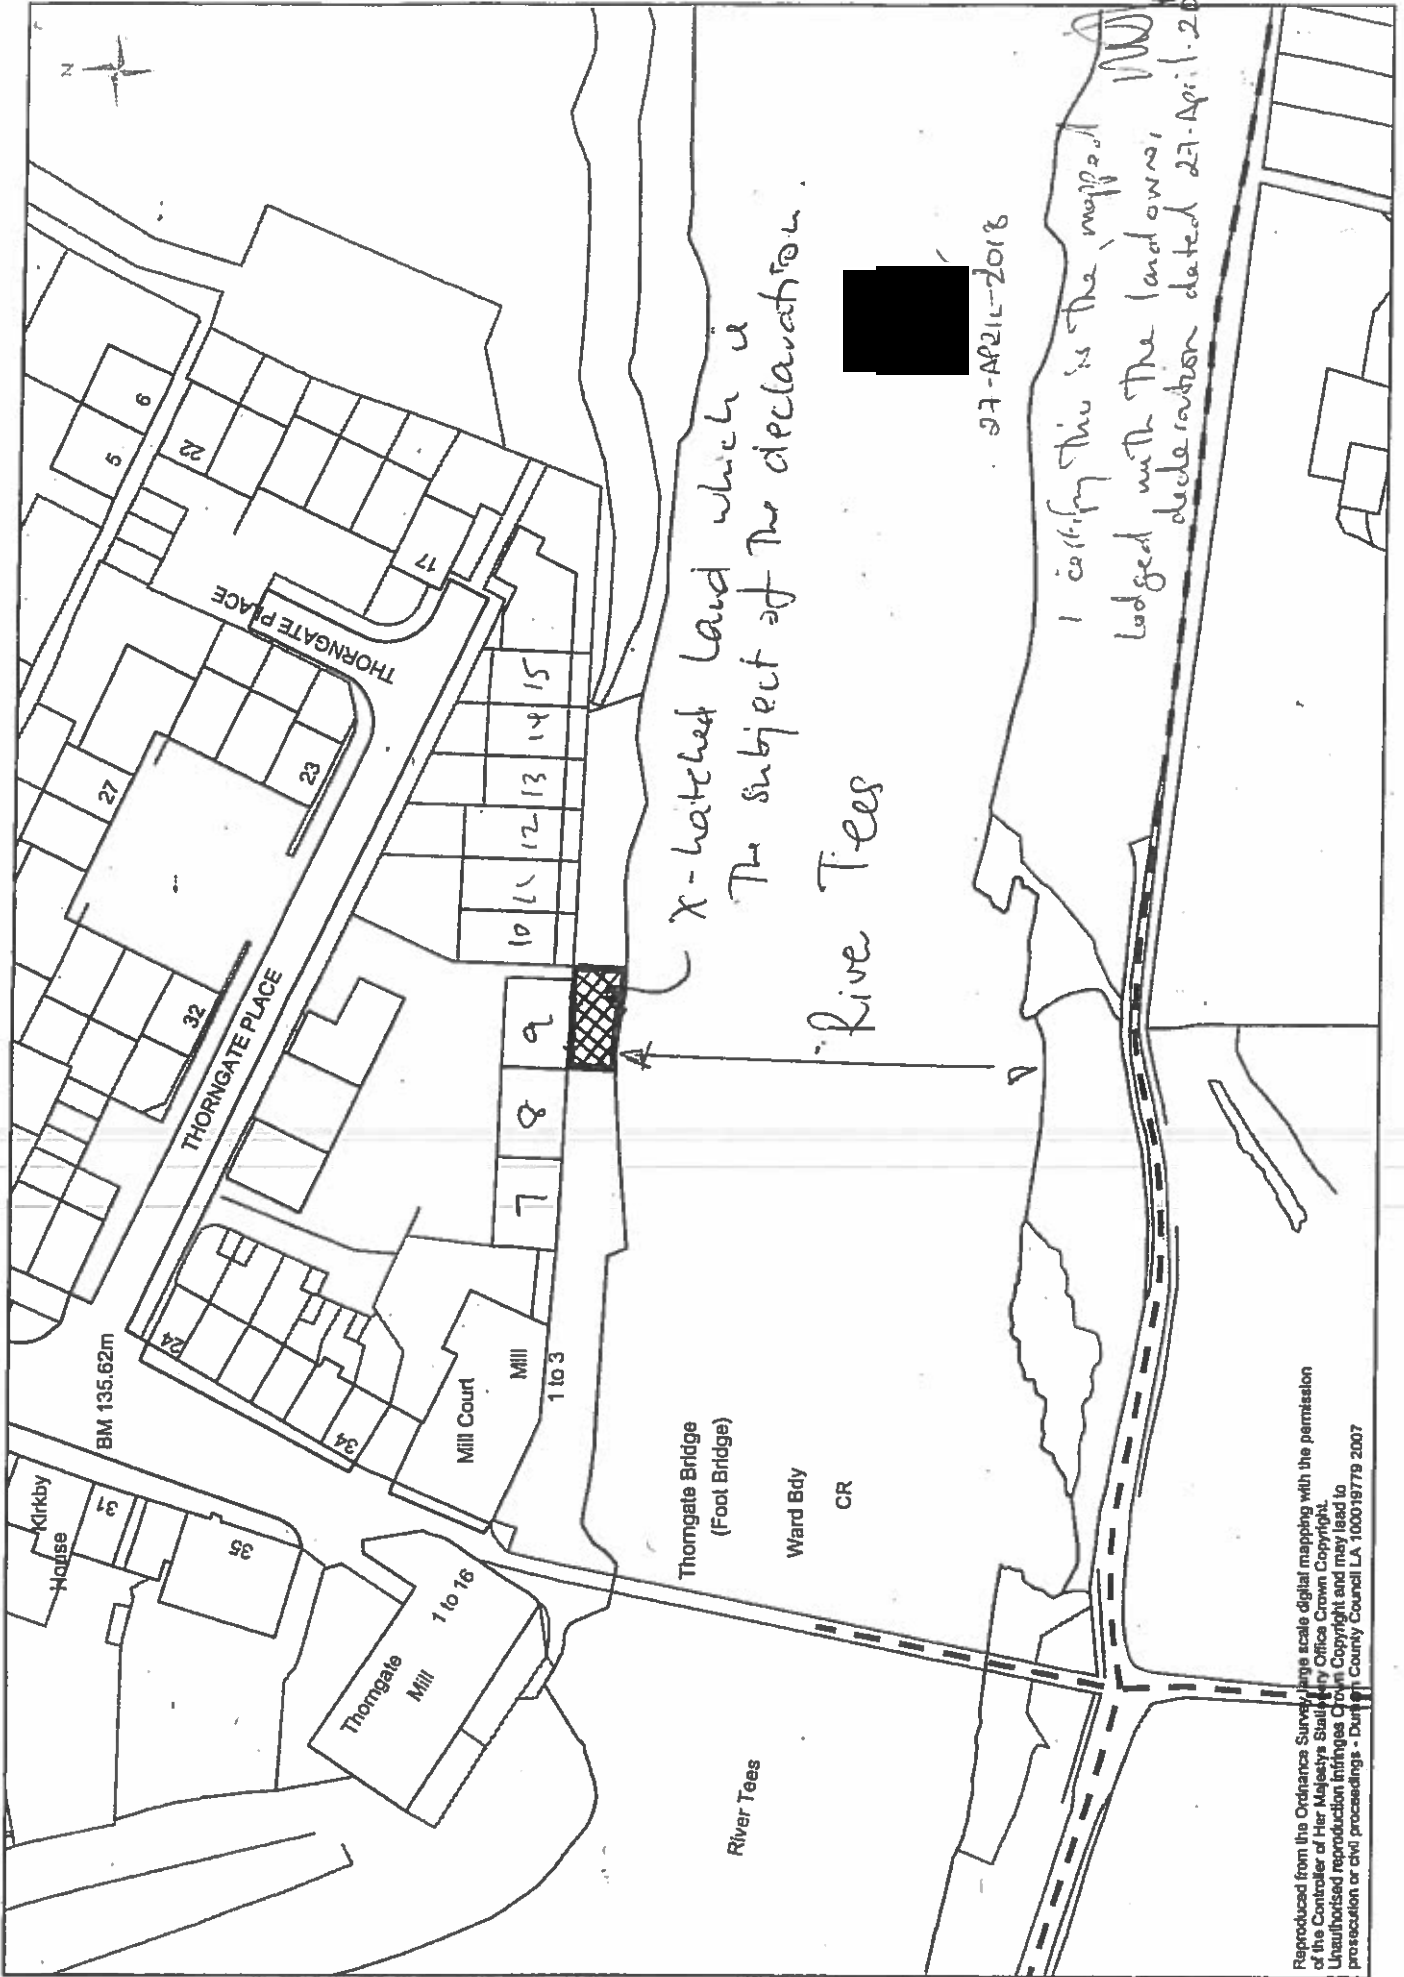 N
5
6
22
17
THORNGATE PLACE
27
23
32
THORNGATE PLACE
15
14
13
12
11
10
9
8
7
X-hatched Land which is
The subject of The declaration.
River Tees
27-APRIL-2018
I certify this is the mapped
Lodged with The landowner
declaration dated 27-April-20
BM 135.62m
24
34
Mill Court
Mill
1 to 3
Kirkby
House
31
35
Thorngate
Mill
1 to 16
Thorngate Bridge
(Foot Bridge)
Ward Bdy
CR
River Tees
Reproduced from the Ordnance Survey large scale digital mapping with the permission
of the Controller of Her Majestys Stationery Office Crown Copyright.
Unauthorised reproduction infringes Crown Copyright and may lead to
prosecution or civil proceedings - Durham County Council LA 100019779 2007